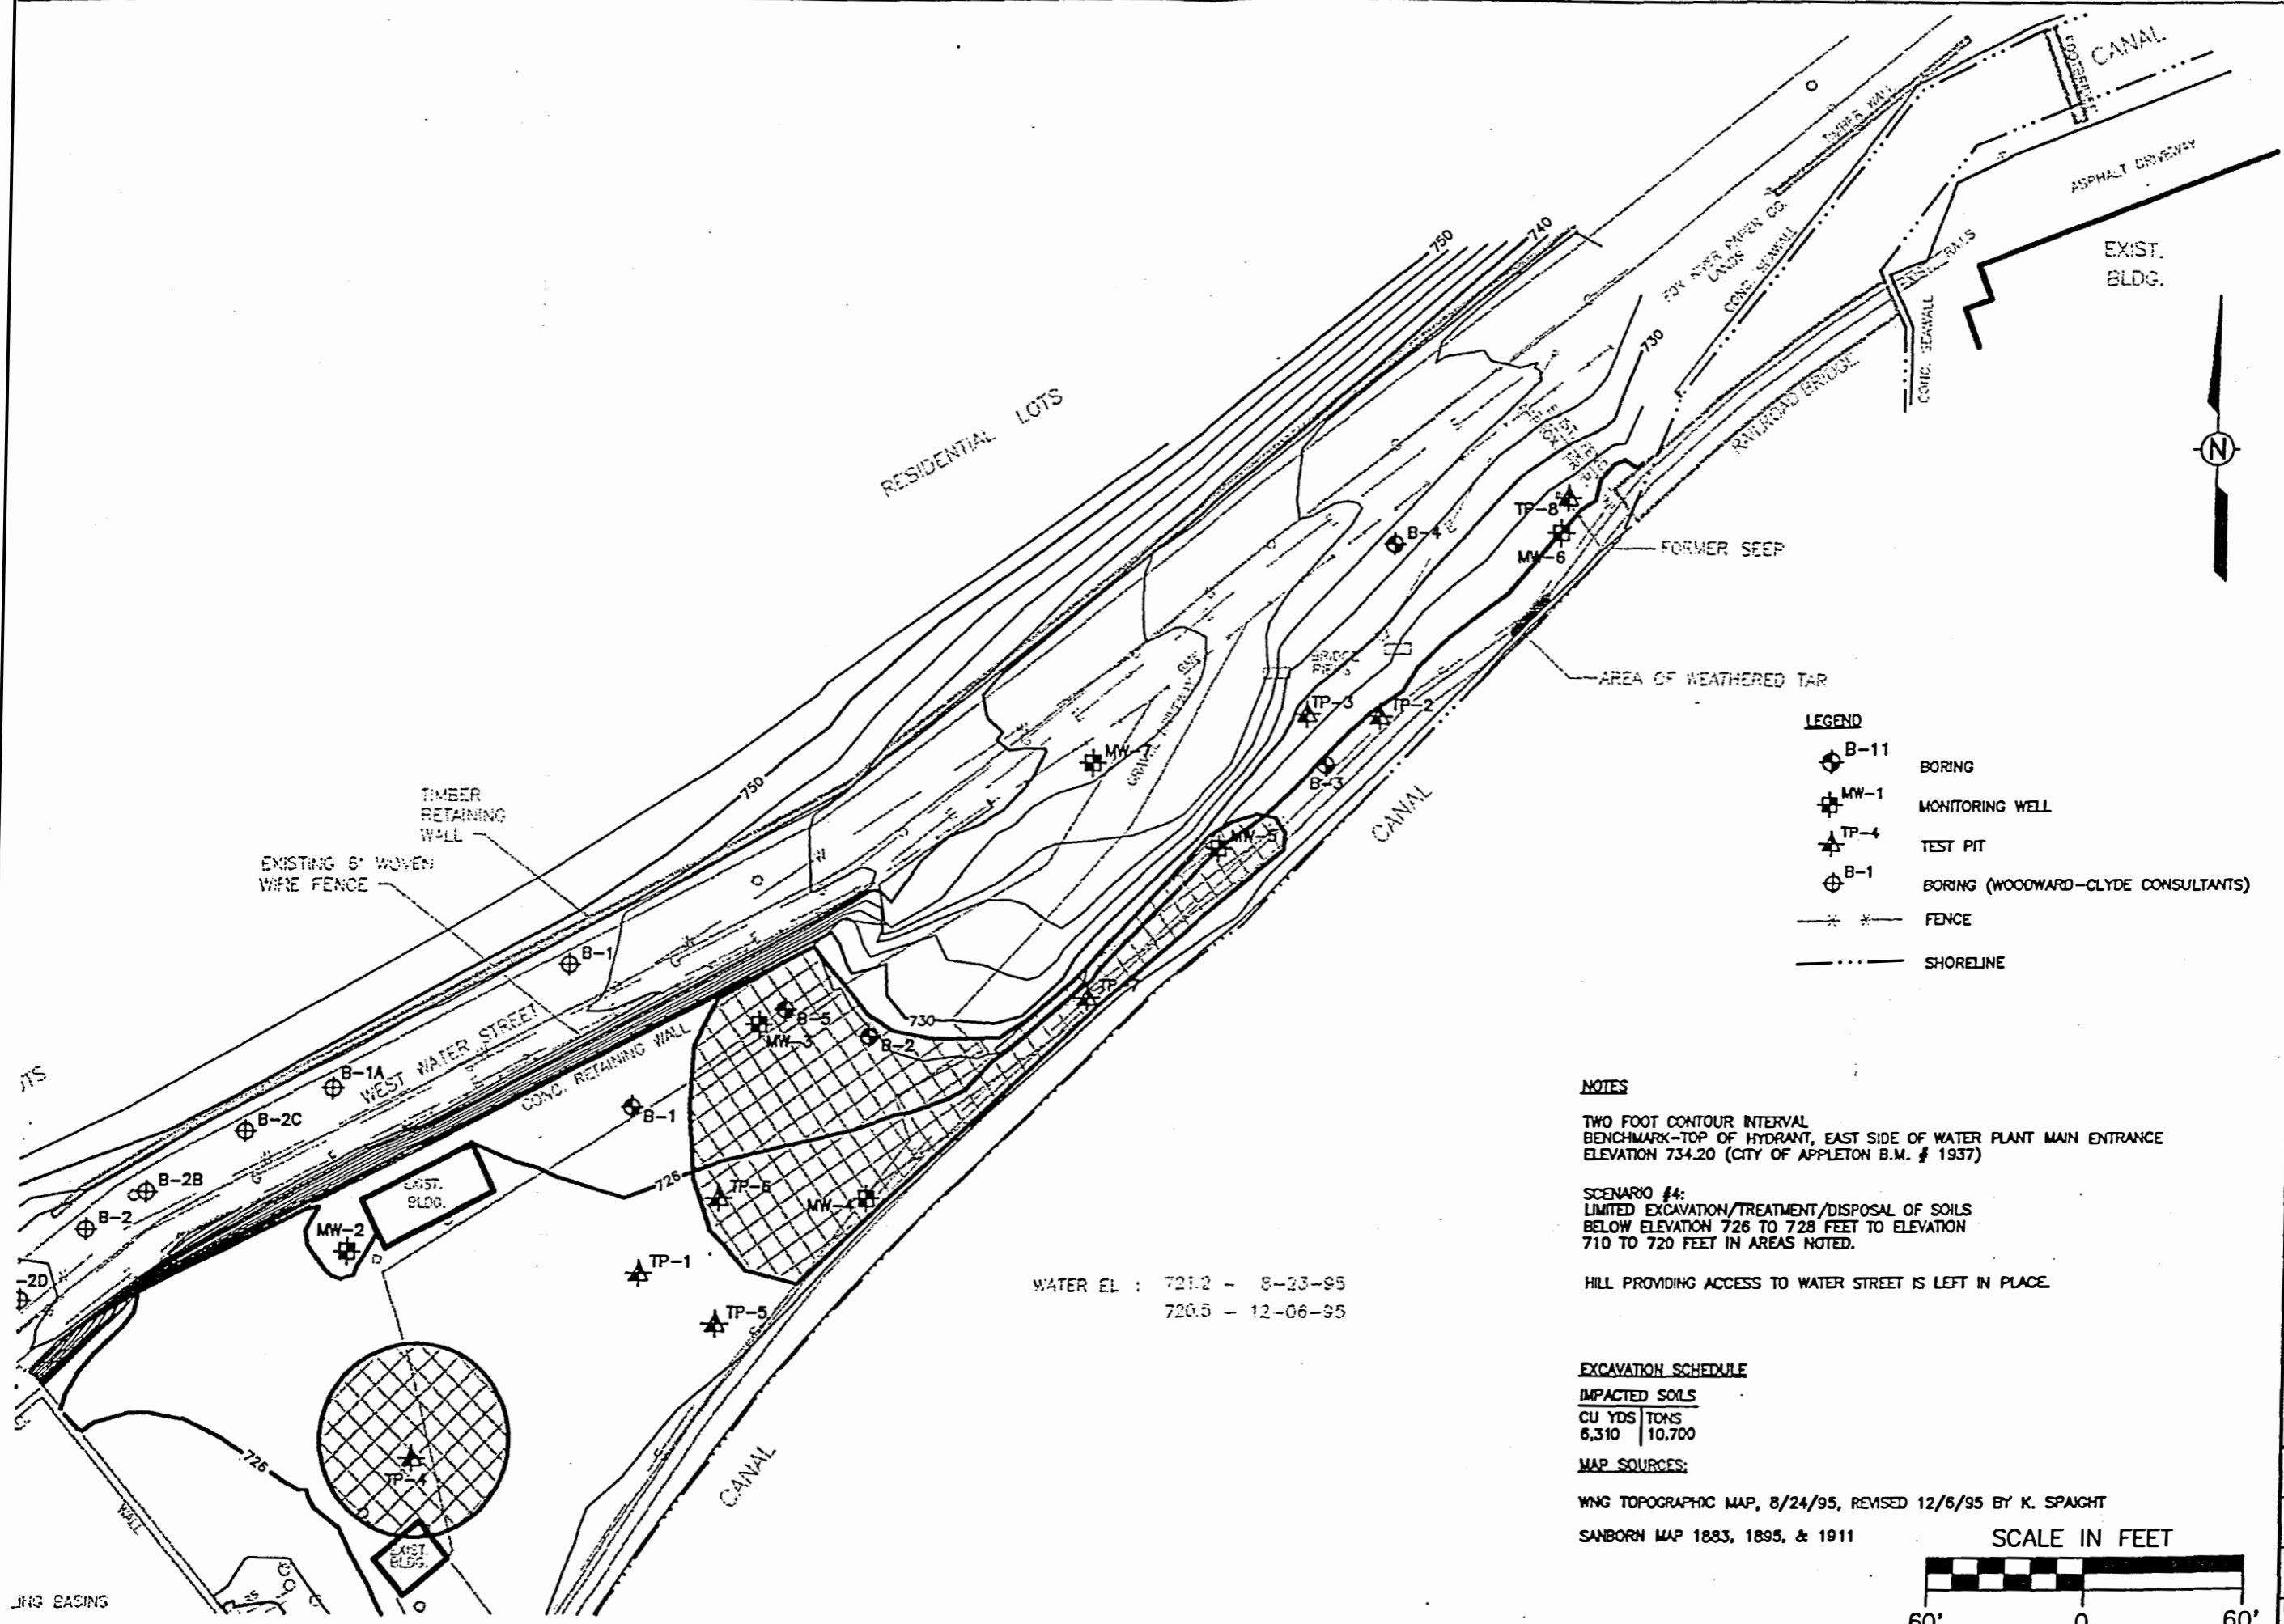 CANAL
FOOTBRIDGE
TIMBER WALL
ASPHALT DRIVEWAY
EXIST.
BLDG.
FOX RIVER PAPER CO.
LANDS
CONC. SEAWALL
CONC. SEAWALL
RAILROAD BRIDGE
750
740
730
RESIDENTIAL LOTS
N
B-4
TP-8
MW-6
FORMER SEEP
AREA OF WEATHERED TAR
BRIDGE
PIERS
TP-3
TP-2
B-3
MW-7
MW-5
CANAL
750
TIMBER
RETAINING
WALL
EXISTING 6' WOVEN
WIRE FENCE
LEGEND
B-11
BORING
MW-1
MONITORING WELL
TP-4
TEST PIT
B-1
BORING (WOODWARD-CLYDE CONSULTANTS)
FENCE
SHORELINE
B-1
TP-7
B-5
MW-3
B-2
730
WEST WATER STREET
CONC. RETAINING WALL
B-1A
B-2C
B-2B
B-2
-2D
B-1
726
TP-6
MW-4
EXIST.
BLDG.
MW-2
TP-1
TP-5
WATER EL : 721.2 - 8-23-95
720.5 - 12-06-95
NOTES
TWO FOOT CONTOUR INTERVAL
BENCHMARK-TOP OF HYDRANT, EAST SIDE OF WATER PLANT MAIN ENTRANCE
ELEVATION 734.20 (CITY OF APPLETON B.M. # 1937)
SCENARIO #4:
LIMITED EXCAVATION/TREATMENT/DISPOSAL OF SOILS
BELOW ELEVATION 726 TO 728 FEET TO ELEVATION
710 TO 720 FEET IN AREAS NOTED.
HILL PROVIDING ACCESS TO WATER STREET IS LEFT IN PLACE.
EXCAVATION SCHEDULE
IMPACTED SOILS
CU YDS TONS
6,310 10,700
MAP SOURCES:
WNG TOPOGRAPHIC MAP, 8/24/95, REVISED 12/6/95 BY K. SPAIGHT
SANBORN MAP 1883, 1895, & 1911
SCALE IN FEET
60' 0 60'
TP-4
726
CANAL
WALL
EXIST.
BLDG.
BASINS